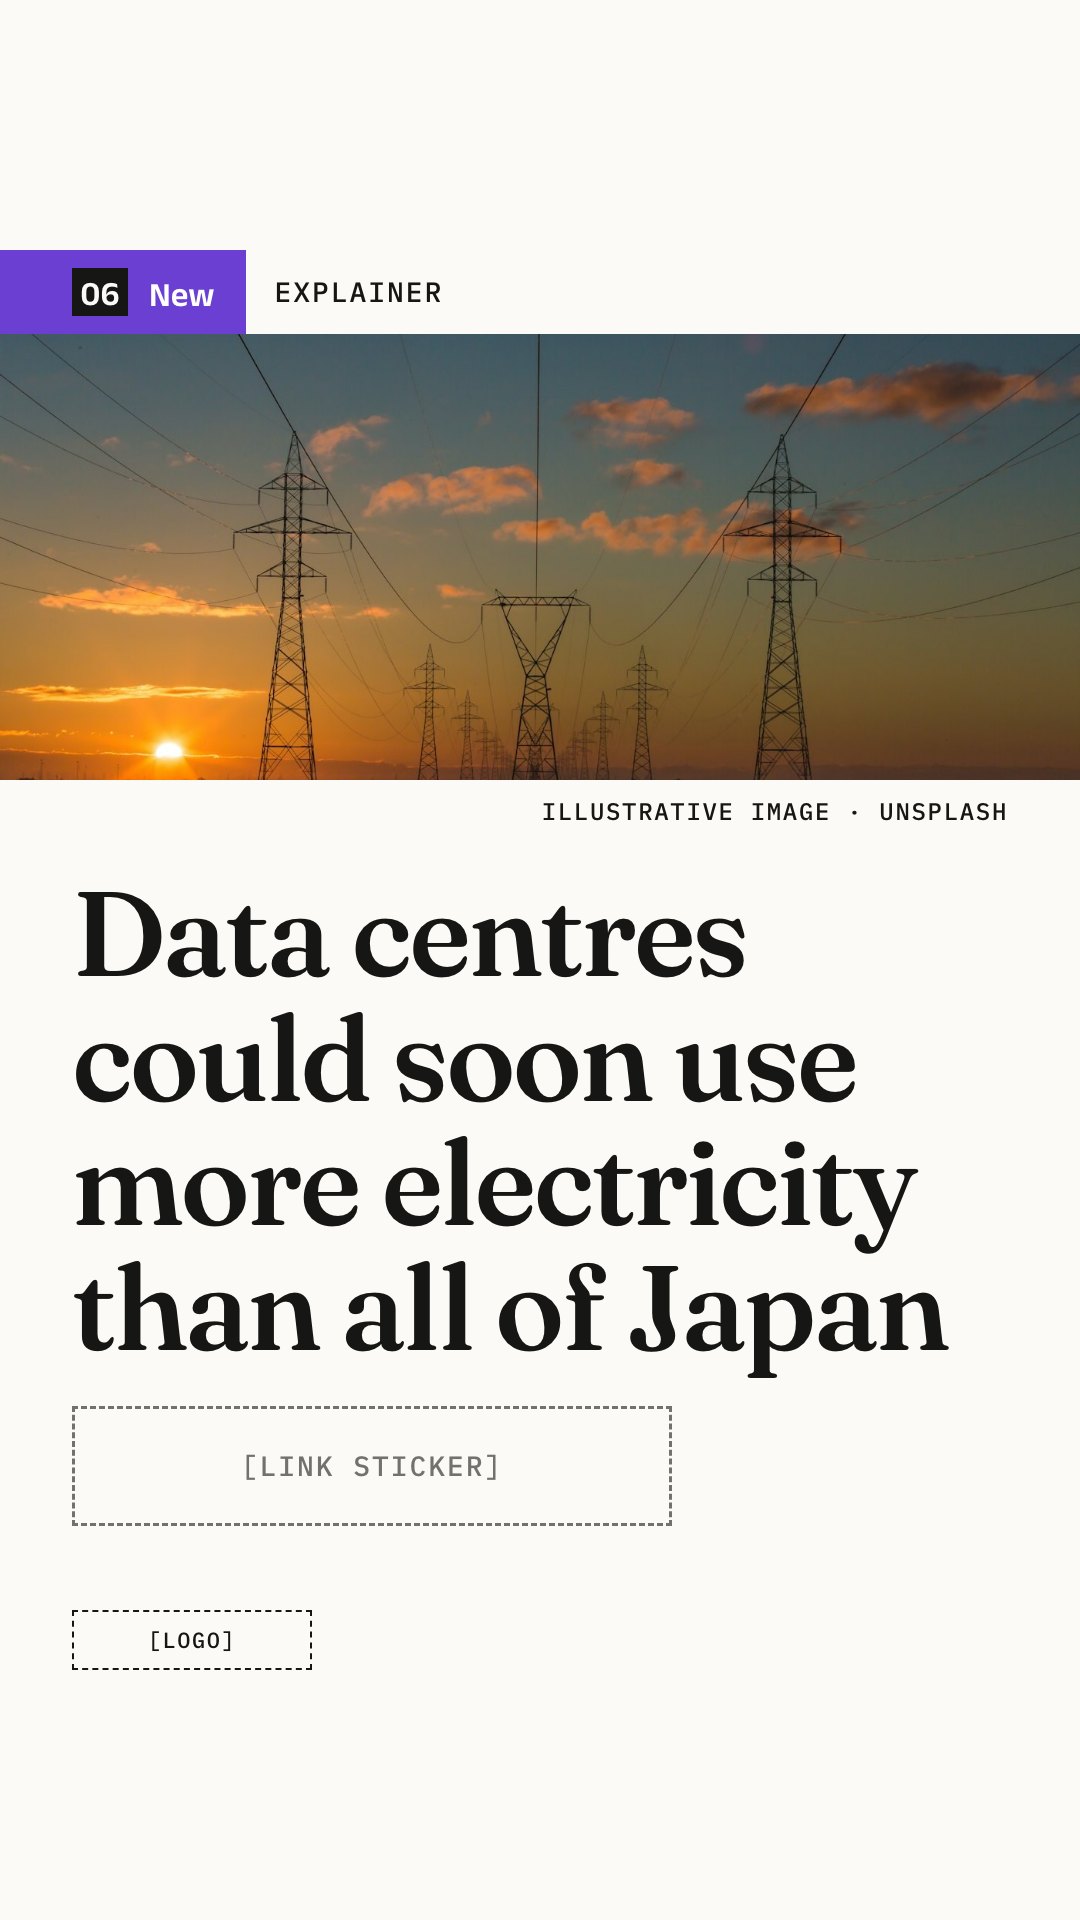 06 New EXPLAINER
ILLUSTRATIVE IMAGE · UNSPLASH
Data centres
could soon use
more electricity
than all of Japan
[LINK STICKER]
[LOGO]